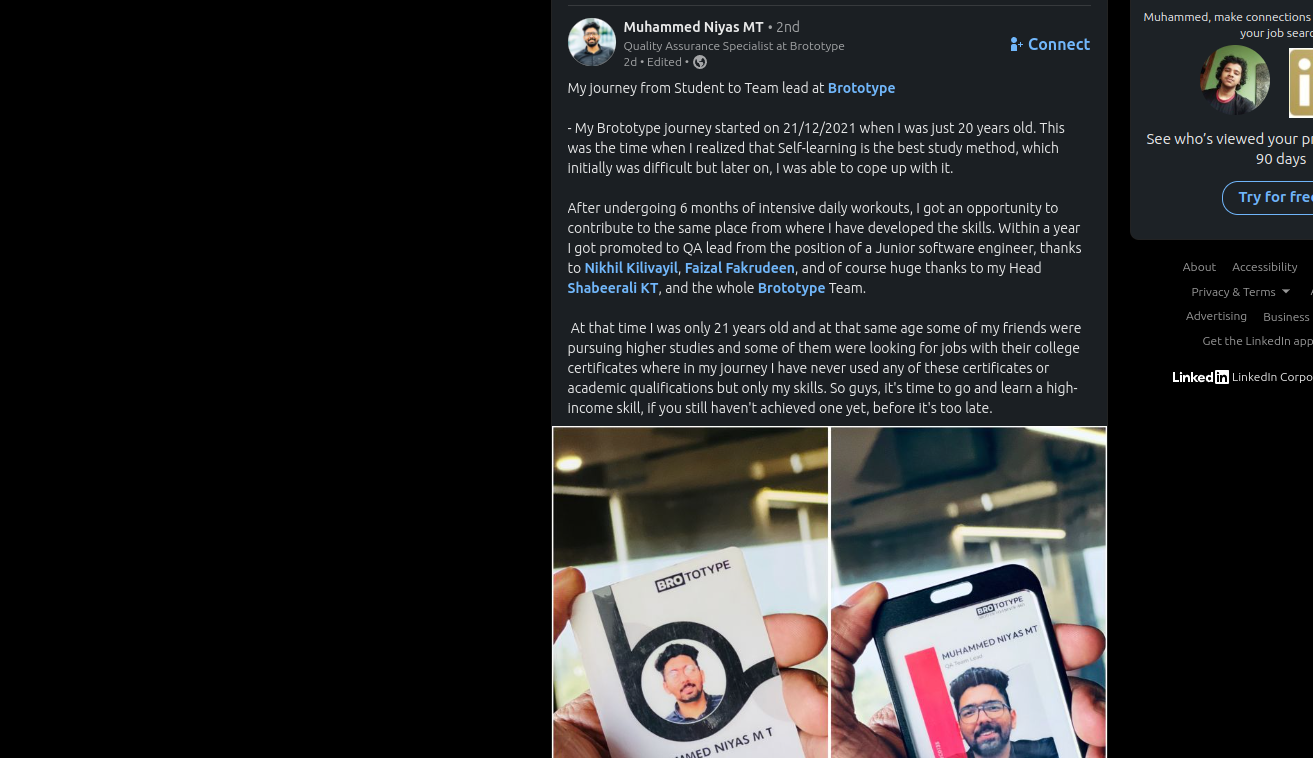 Muhammed Niyas MT • 2nd
Quality Assurance Specialist at Brototype
2d • Edited •
Connect
My journey from Student to Team lead at Brototype
- My Brototype journey started on 21/12/2021 when I was just 20 years old. This
was the time when I realized that Self-learning is the best study method, which
initially was difficult but later on, I was able to cope up with it.
After undergoing 6 months of intensive daily workouts, I got an opportunity to
contribute to the same place from where I have developed the skills. Within a year
I got promoted to QA lead from the position of a Junior software engineer, thanks
to Nikhil Kilivayil, Faizal Fakrudeen, and of course huge thanks to my Head
Shabeerali KT, and the whole Brototype Team.
At that time I was only 21 years old and at that same age some of my friends were
pursuing higher studies and some of them were looking for jobs with their college
certificates where in my journey I have never used any of these certificates or
academic qualifications but only my skills. So guys, it's time to go and learn a high-
income skill, if you still haven't achieved one yet, before it's too late.
BROTOTYPE
MMED NIYAS M T
BROTOTYPE
MUHAMMED NIYAS MT
QA Team Lead
Muhammed, make connections
your job searc
See who's viewed your pr
90 days
Try for free
About Accessibility
Privacy & Terms
Advertising Business
Get the LinkedIn app
LinkedIn LinkedIn Corpo